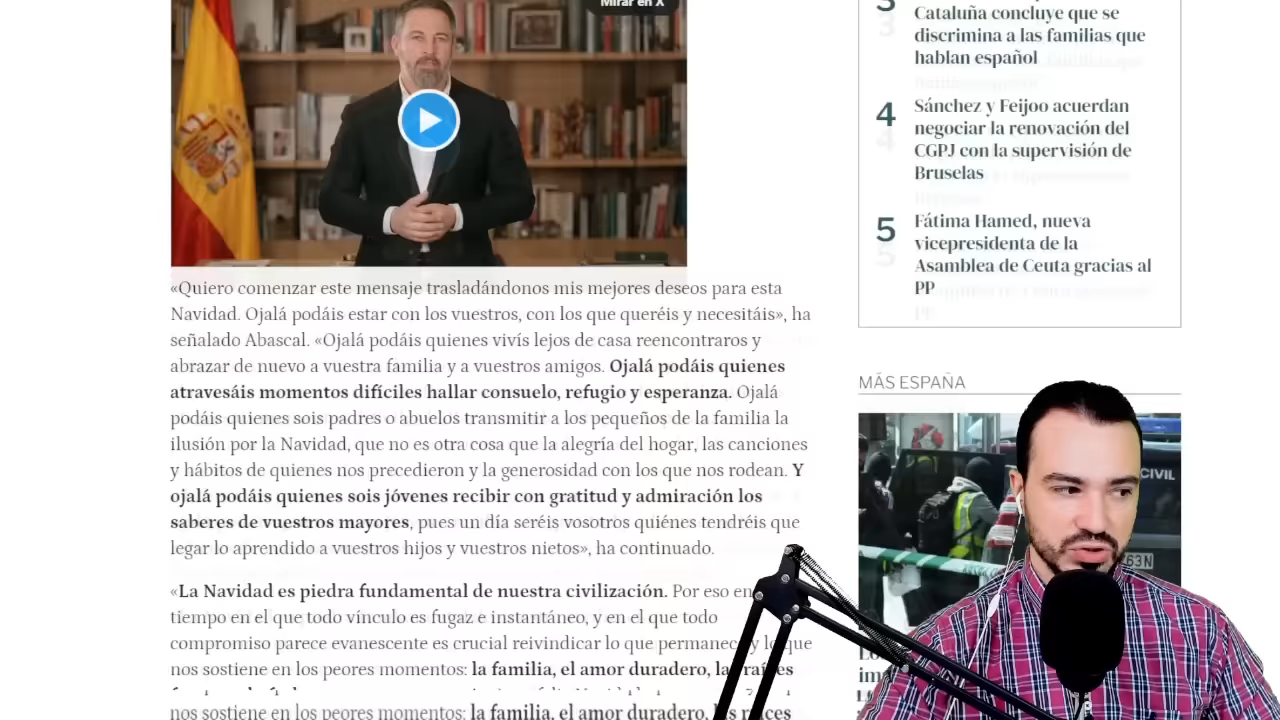 Mirar en X
«Quiero comenzar este mensaje trasladándonos mis mejores deseos para esta
Navidad. Ojalá podáis estar con los vuestros, con los que queréis y necesitáis», ha
señalado Abascal. «Ojalá podáis quienes vivís lejos de casa reencontraros y
abrazar de nuevo a vuestra familia y a vuestros amigos. Ojalá podáis quienes
atravesáis momentos difíciles hallar consuelo, refugio y esperanza. Ojalá
podáis quienes sois padres o abuelos transmitir a los pequeños de la familia la
ilusión por la Navidad, que no es otra cosa que la alegría del hogar, las canciones
y hábitos de quienes nos precedieron y la generosidad con los que nos rodean. Y
ojalá podáis quienes sois jóvenes recibir con gratitud y admiración los
saberes de vuestros mayores, pues un día seréis vosotros quiénes tendréis que
legar lo aprendido a vuestros hijos y vuestros nietos», ha continuado.
«La Navidad es piedra fundamental de nuestra civilización. Por eso en
tiempo en el que todo vínculo es fugaz e instantáneo, y en el que todo
compromiso parece evanescente es crucial reivindicar lo que permanece y lo que
nos sostiene en los peores momentos: la familia, el amor duradero, las raíces
nos sostiene en los peores momentos: la familia, el amor duradero, las raíces
3
Cataluña concluye que se
discrimina a las familias que
hablan español
4
Sánchez y Feijoo acuerdan
negociar la renovación del
CGPJ con la supervisión de
Bruselas
5
Fátima Hamed, nueva
vicepresidenta de la
Asamblea de Ceuta gracias al
PP
MÁS ESPAÑA
CIVIL